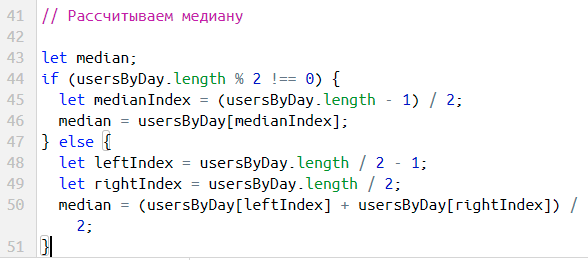 41 // Рассчитываем медиану
42
43 let median;
44 if (usersByDay.length % 2 !== 0) {
45   let medianIndex = (usersByDay.length - 1) / 2;
46   median = usersByDay[medianIndex];
47 } else {
48   let leftIndex = usersByDay.length / 2 - 1;
49   let rightIndex = usersByDay.length / 2;
50   median = (usersByDay[leftIndex] + usersByDay[rightIndex]) /
2;
51 }